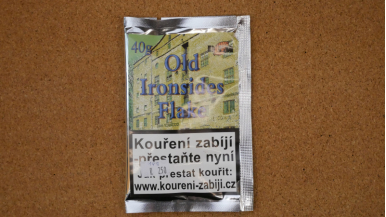 40g
Old
Ironsides
Flake
Kouření zabíjí
–přestaňte nyní
Jak přestat kouřit:
www.koureni-zabiji.cz